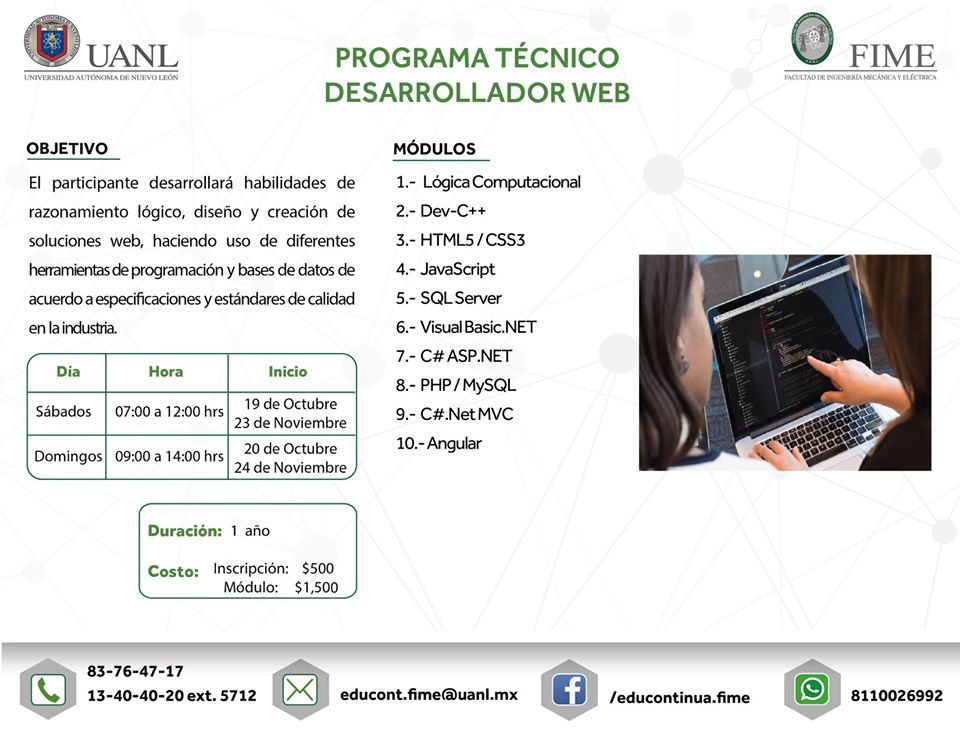 UANL
UNIVERSIDAD AUTÓNOMA DE NUEVO LEÓN
PROGRAMA TÉCNICO
DESARROLLADOR WEB
FIME
FACULTAD DE INGENIERÍA MECÁNICA Y ELÉCTRICA
OBJETIVO
El participante desarrollará habilidades de
razonamiento lógico, diseño y creación de
soluciones web, haciendo uso de diferentes
herramientas de programación y bases de datos de
acuerdo a especificaciones y estándares de calidad
en la industria.
Día Hora Inicio
Sábados 07:00 a 12:00 hrs 19 de Octubre
23 de Noviembre
Domingos 09:00 a 14:00 hrs 20 de Octubre
24 de Noviembre
Duración: 1 año
Costo: Inscripción: $500
Módulo: $1,500
MÓDULOS
1.- Lógica Computacional
2.- Dev-C++
3.- HTML5 / CSS3
4.- JavaScript
5.- SQL Server
6.- Visual Basic.NET
7.- C# ASP.NET
8.- PHP / MySQL
9.- C#.Net MVC
10.- Angular
83-76-47-17
13-40-40-20 ext. 5712
educont.fime@uanl.mx
/educontinua.fime
8110026992